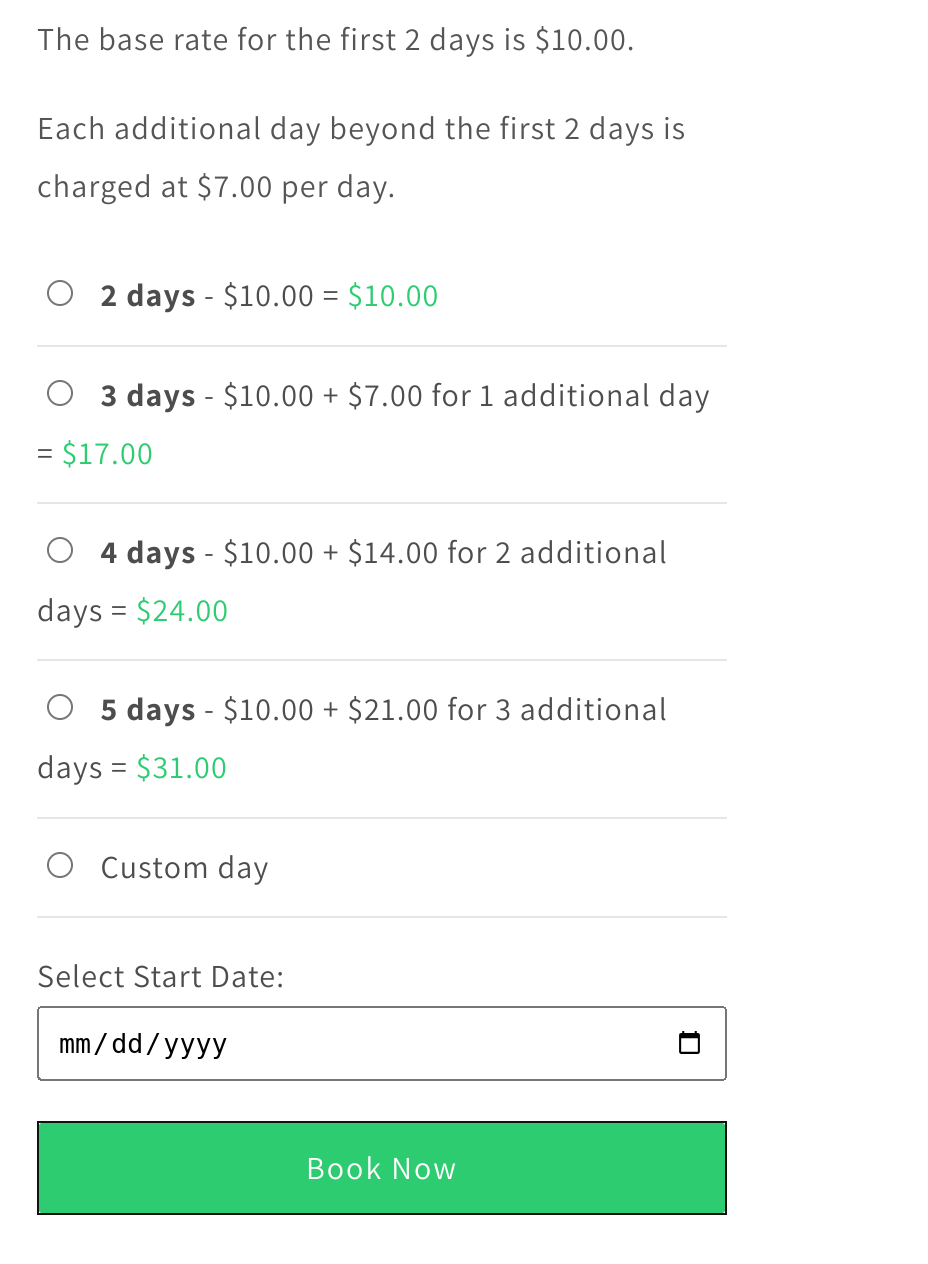 The base rate for the first 2 days is $10.00.
Each additional day beyond the first 2 days is
charged at $7.00 per day.
2 days - $10.00 = $10.00
3 days - $10.00 + $7.00 for 1 additional day
= $17.00
4 days - $10.00 + $14.00 for 2 additional
days = $24.00
5 days - $10.00 + $21.00 for 3 additional
days = $31.00
Custom day
Select Start Date:
mm/dd/yyyy
Book Now